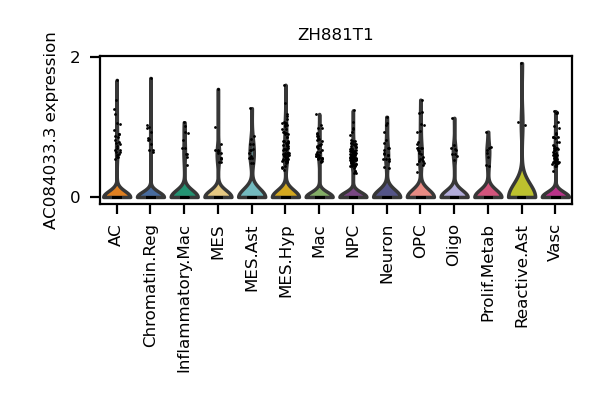 ZH881T1
AC084033.3 expression
2
0
AC
Chromatin.Reg
Inflammatory.Mac
MES
MES.Ast
MES.Hyp
Mac
NPC
Neuron
OPC
Oligo
Prolif.Metab
Reactive.Ast
Vasc